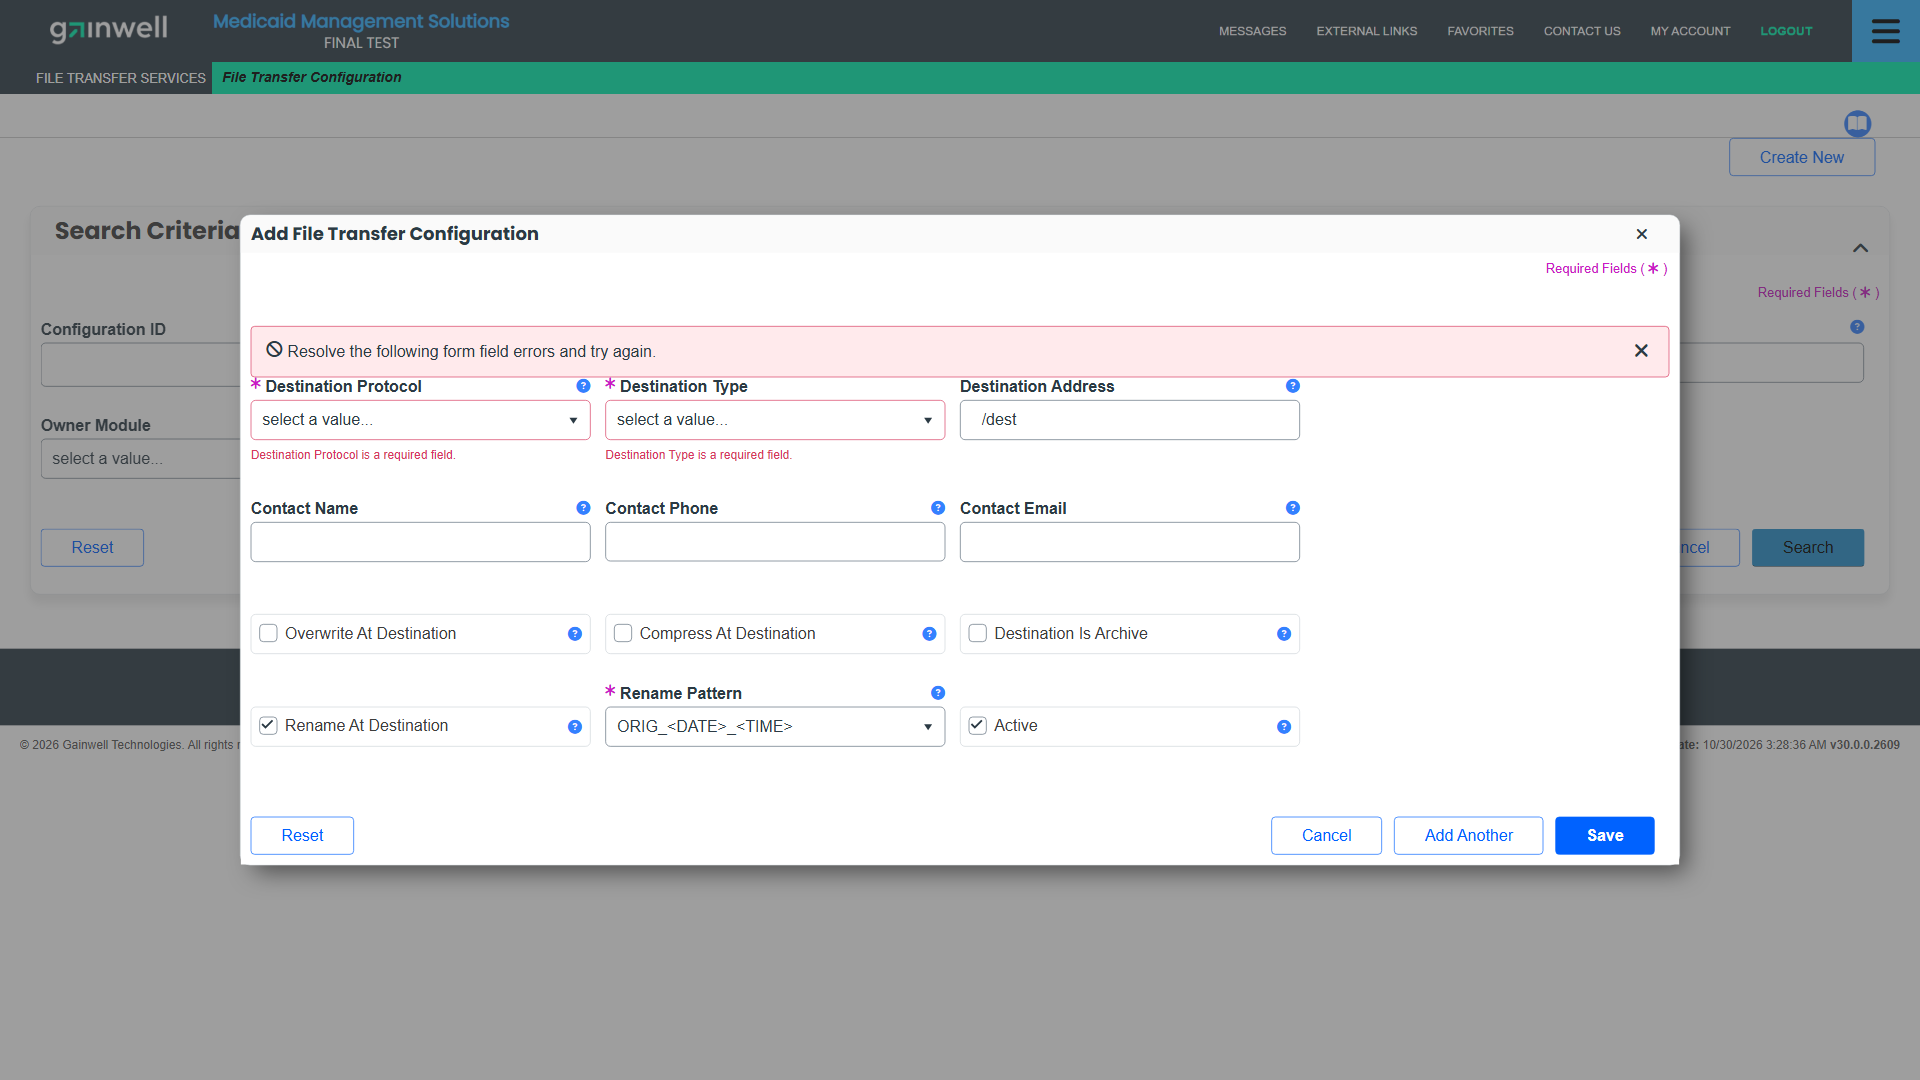 gainwell
Medicaid Management Solutions
FINAL TEST
MESSAGES
EXTERNAL LINKS
FAVORITES
CONTACT US
MY ACCOUNT
LOGOUT
FILE TRANSFER SERVICES
File Transfer Configuration
Create New
Search Criteria
Add File Transfer Configuration
Required Fields ( * )
Required Fields ( * )
Configuration ID
Resolve the following form field errors and try again.
* Destination Protocol
* Destination Type
Destination Address
select a value...
select a value...
/dest
Owner Module
select a value...
Destination Protocol is a required field.
Destination Type is a required field.
Contact Name
Contact Phone
Contact Email
Reset
ncel
Search
Overwrite At Destination
Compress At Destination
Destination Is Archive
* Rename Pattern
Rename At Destination
ORIG_<DATE>_<TIME>
Active
© 2026 Gainwell Technologies. All rights r
ate: 10/30/2026 3:28:36 AM v30.0.0.2609
Reset
Cancel
Add Another
Save